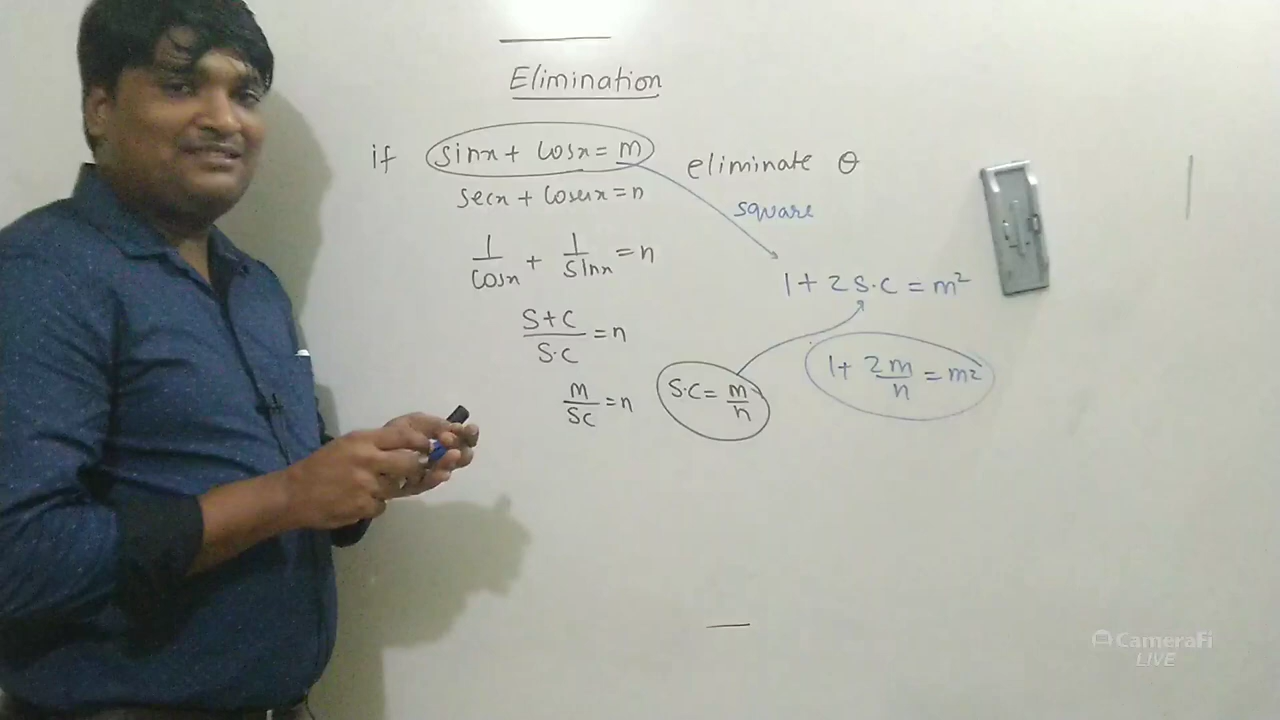 Elimination
if sinx + cosx = m eliminate θ
secx + cosecx = n
square
1/cosx + 1/sinx = n
1 + 2s.c = m²
s+c/s.c = n
1 + 2m/n = m²
m/sc = n s.c = m/n
CameraFi
LIVE